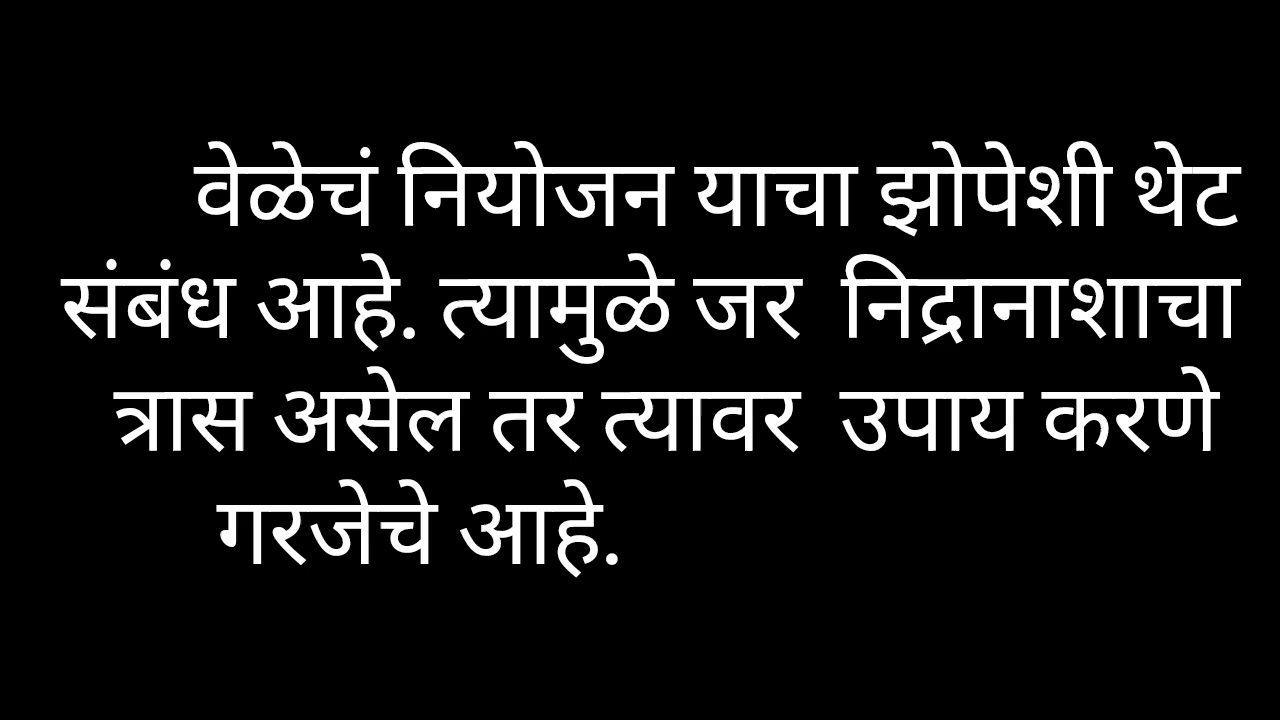 वेळेचं नियोजन याचा झोपेशी थेट
संबंध आहे. त्यामुळे जर निद्रानाशाचा
त्रास असेल तर त्यावर उपाय करणे
गरजेचे आहे.